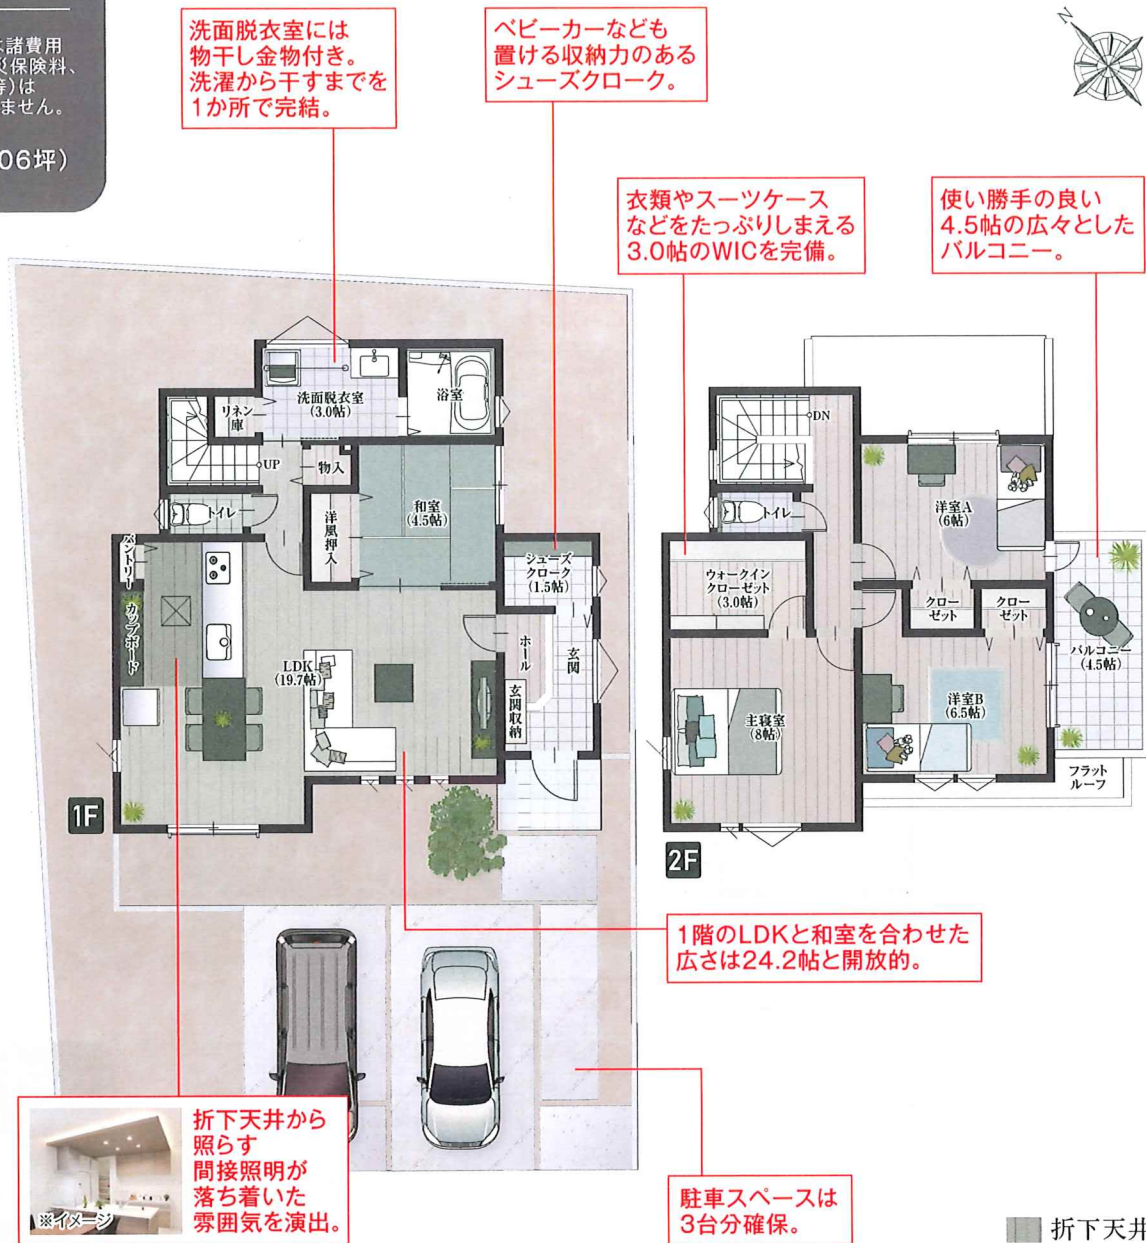 諸費用
災保険料、
等)は
ません。
06坪)
洗面脱衣室には
物干し金物付き。
洗濯から干すまでを
1か所で完結。
ベビーカーなども
置ける収納力のある
シューズクローク。
N
衣類やスーツケース
などをたっぷりしまえる
3.0帖のWICを完備。
使い勝手の良い
4.5帖の広々とした
バルコニー。
リネン
庫
洗面脱衣室
(3.0帖)
浴室
UP
物入
トイレ
洋風押入
和室
(4.5帖)
パントリー
カップボード
シューズ
クローク
(1.5帖)
LDK
(19.7帖)
ホール
玄関
玄関収納
1F
DN
トイレ
洋室A
(6帖)
ウォークイン
クローゼット
(3.0帖)
クロー
ゼット
クロー
ゼット
バルコニー
(4.5帖)
主寝室
(8帖)
洋室B
(6.5帖)
フラット
ルーフ
2F
1階のLDKと和室を合わせた
広さは24.2帖と開放的。
折下天井から
照らす
間接照明が
落ち着いた
雰囲気を演出。
※イメージ
駐車スペースは
3台分確保。
折下天井